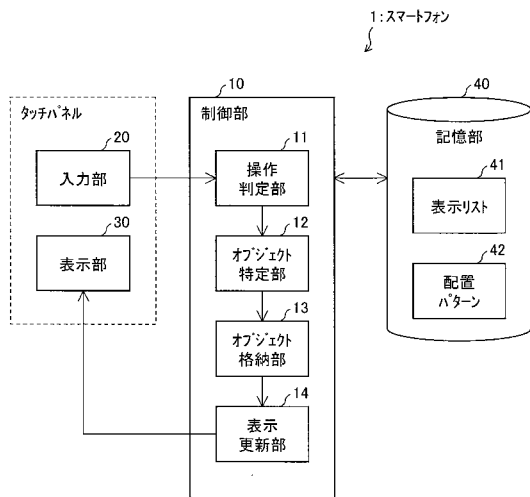 1:スマートフォン
タッチパネル
20
入力部
30
表示部
10
制御部
11
操作
判定部
12
オブジェクト
特定部
13
オブジェクト
格納部
14
表示
更新部
40
記憶部
41
表示リスト
42
配置
パターン